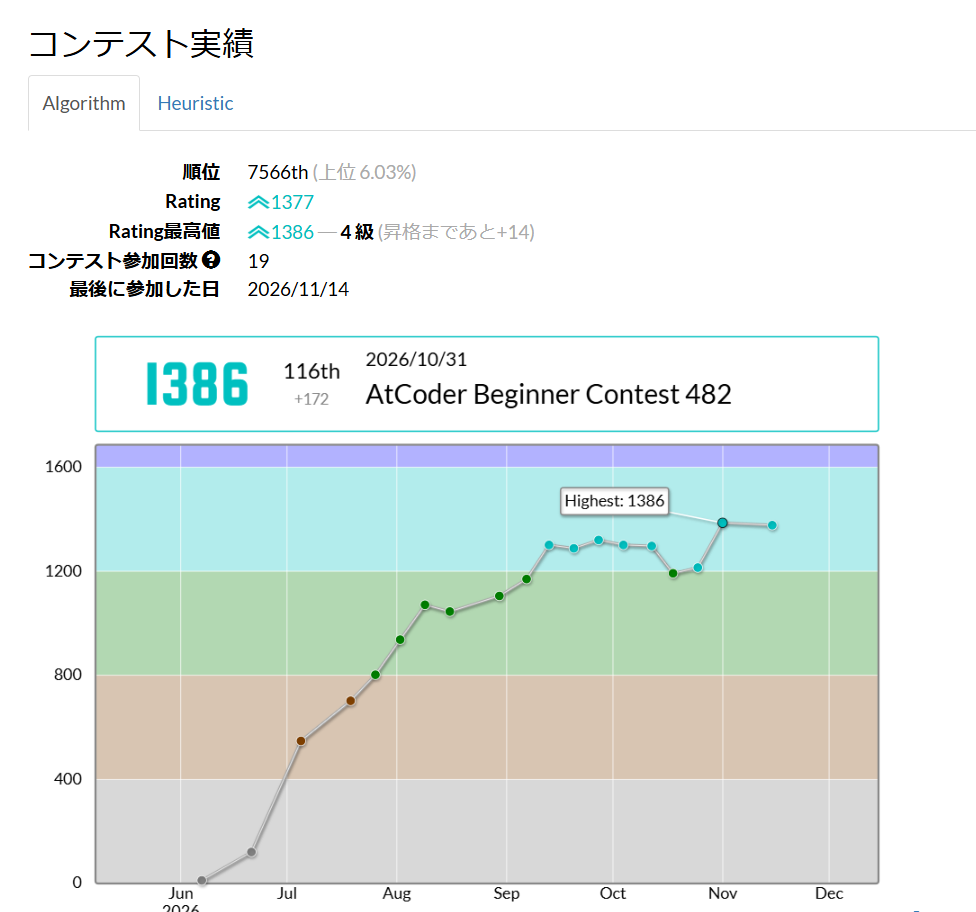 コンテスト実績
Algorithm Heuristic
順位 7566th (上位 6.03%)
Rating 1377
Rating最高値 1386 ― 4 級 (昇格まであと+14)
コンテスト参加回数 ? 19
最後に参加した日 2026/11/14
1386 116th +172 2026/10/31
AtCoder Beginner Contest 482
1600
Highest: 1386
1200
800
400
0
Jun Jul Aug Sep Oct Nov Dec
2026